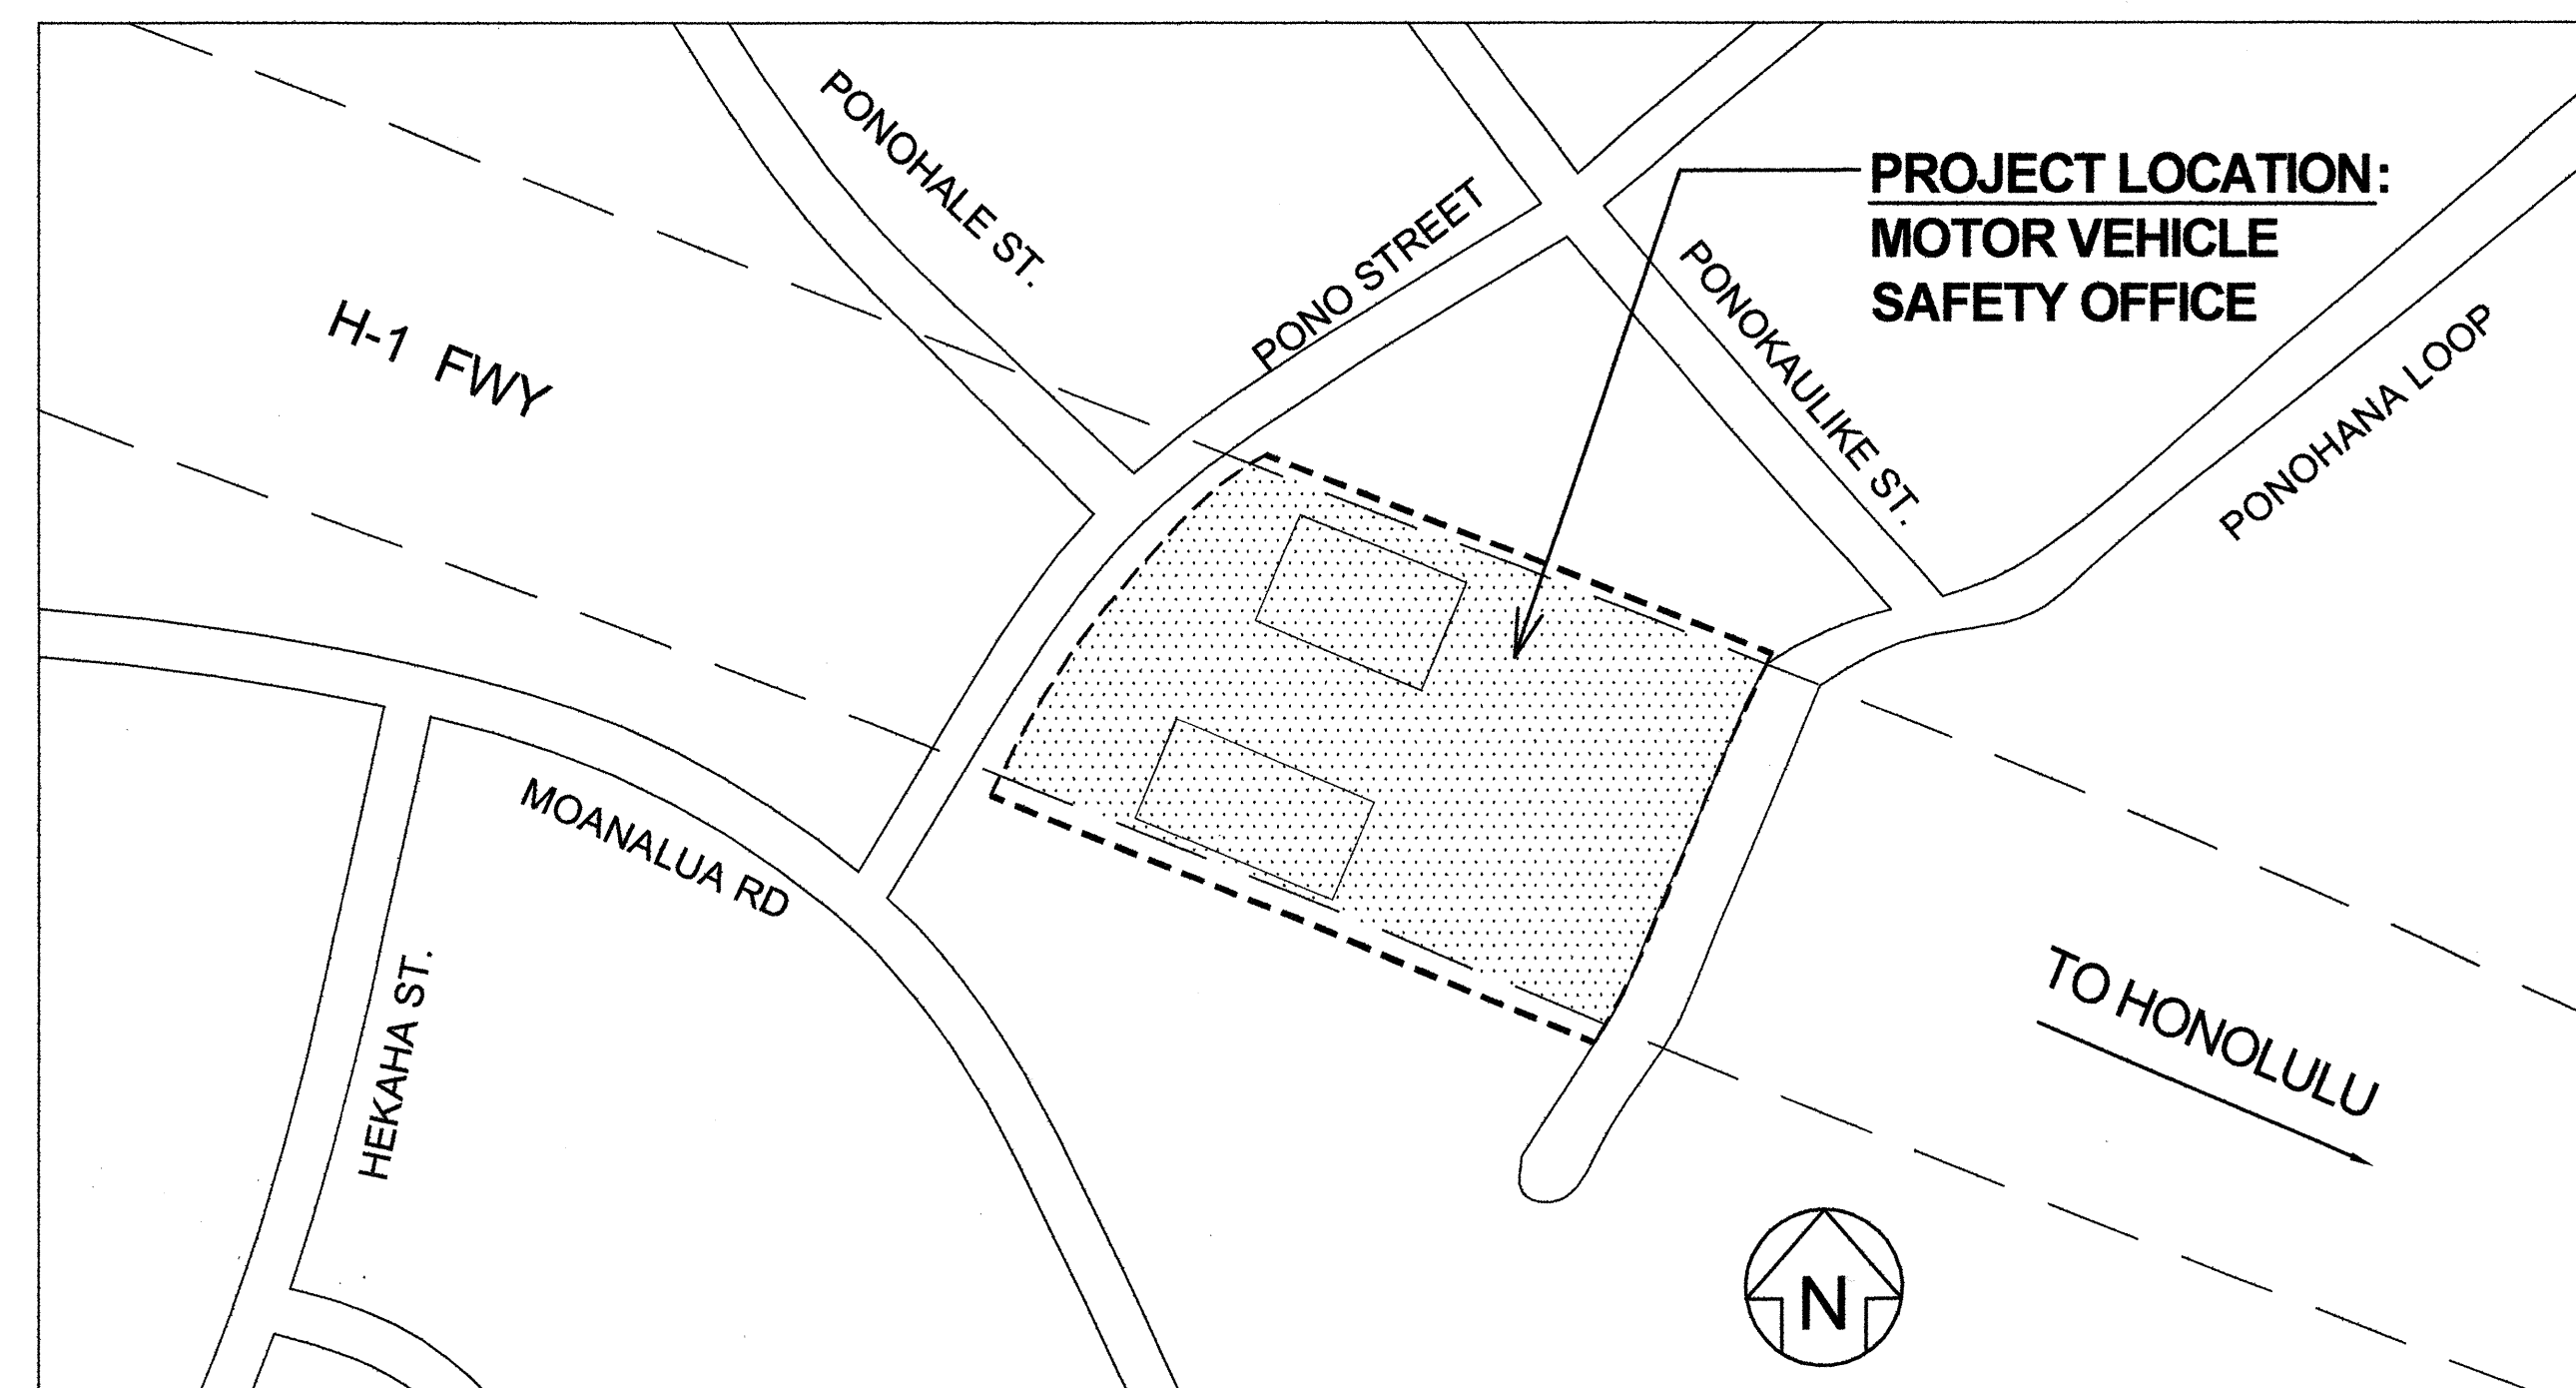 PONOHALE ST.
PONO STREET
PROJECT LOCATION:
MOTOR VEHICLE
SAFETY OFFICE
PONOKAULIKE ST.
PONOHANA LOOP
H-1 FWY
MOANALUA RD
HEKAHA ST.
TO HONOLULU
N